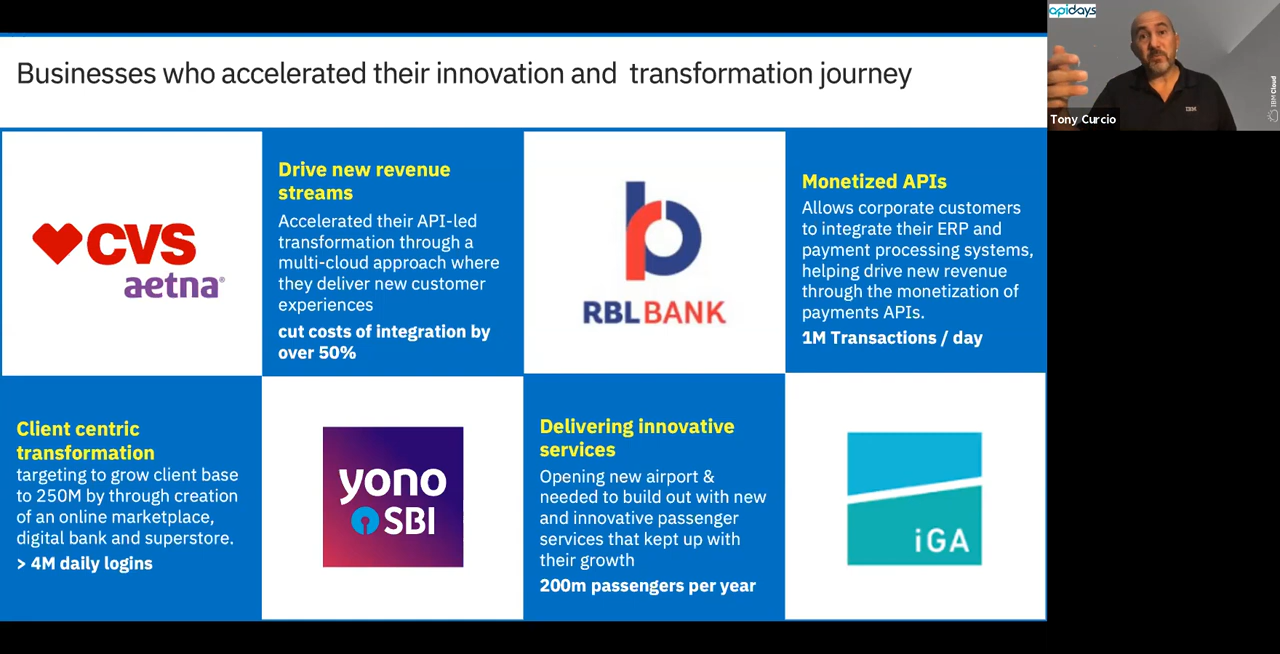 Businesses who accelerated their innovation and  transformation journey
CVS
aetna®
Drive new revenue
streams
Accelerated their API-led
transformation through a
multi-cloud approach where
they deliver new customer
experiences
cut costs of integration by
over 50%
RBL BANK
Monetized APIs
Allows corporate customers
to integrate their ERP and
payment processing systems,
helping drive new revenue
through the monetization of
payments APIs.
1M Transactions / day
Client centric
transformation
targeting to grow client base
to 250M by through creation
of an online marketplace,
digital bank and superstore.
> 4M daily logins
yono
SBI
Delivering innovative
services
Opening new airport &
needed to build out with new
and innovative passenger
services that kept up with
their growth
200m passengers per year
iGA
apidays
IBM
IBM Cloud
Tony Curcio